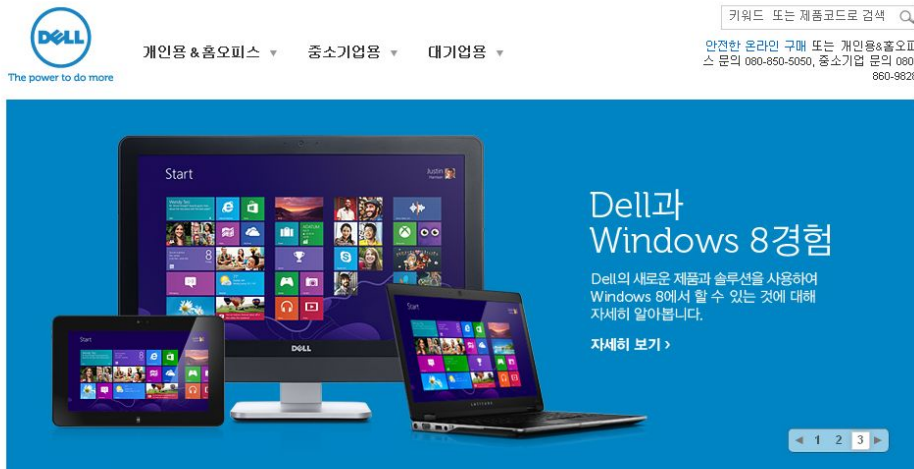 DELL
The power to do more
개인용&홈오피스
중소기업용
대기업용
키워드 또는 제품코드로 검색
안전한 온라인 구매 또는 개인용&홈오피
스 문의 080-850-5050, 중소기업 문의 080
860-9828
Start
Justin
Dell과
Windows 8경험
Dell의 새로운 제품과 솔루션을 사용하여
Windows 8에서 할 수 있는 것에 대해
자세히 알아봅니다.
자세히 보기 ›
Start
Start
DELL
1 2 3